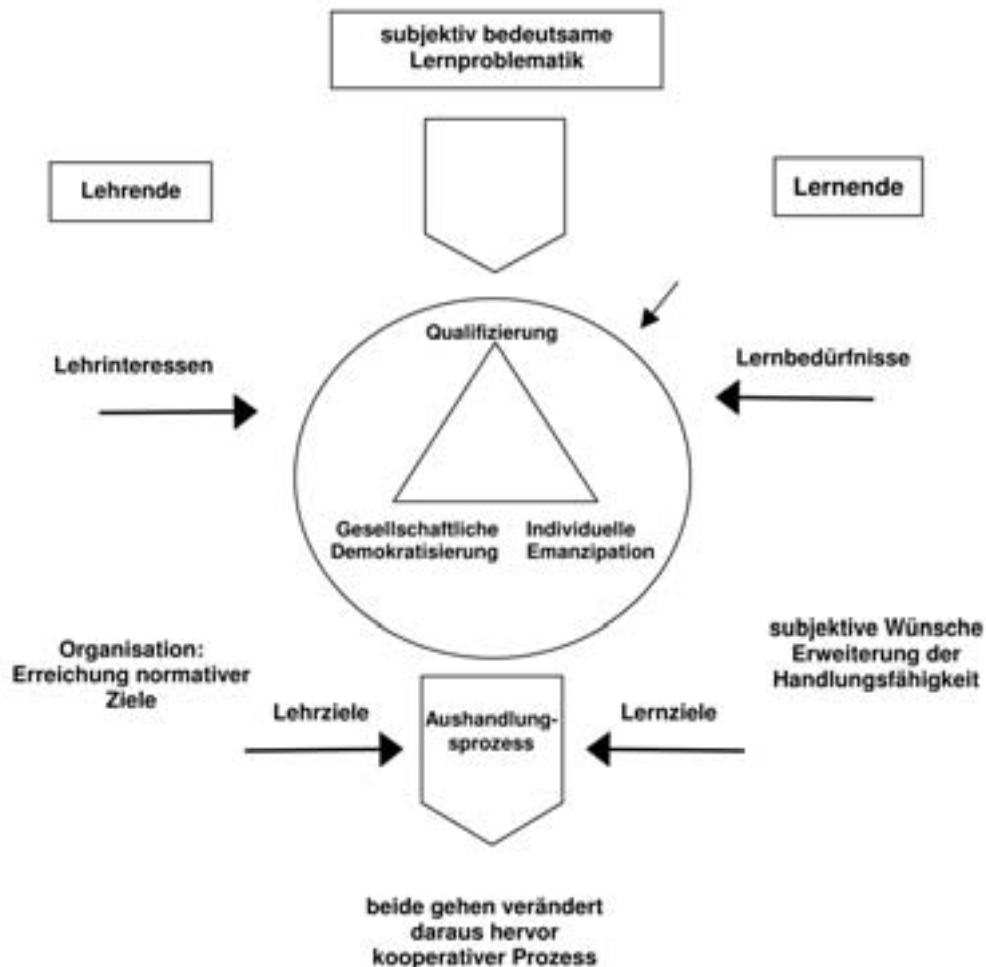 subjektiv bedeutsame
Lernproblematik
Lehrende
Lernende
Qualifizierung
Lehrinteressen
Lernbedürfnisse
Gesellschaftliche
Demokratisierung
Individuelle
Emanzipation
Organisation:
Erreichung normativer
Ziele
subjektive Wünsche
Erweiterung der
Handlungsfähigkeit
Lehrziele
Aushandlung-
sprozess
Lernziele
beide gehen verändert
daraus hervor
kooperativer Prozess